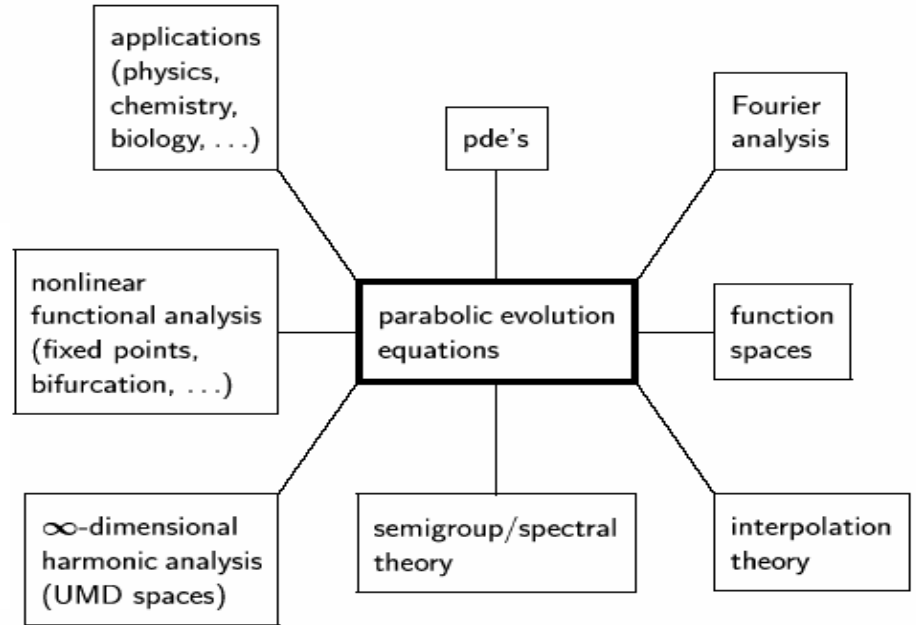 applications
(physics,
chemistry,
biology, ...)
pde's
Fourier
analysis
nonlinear
functional analysis
(fixed points,
bifurcation, ...)
parabolic evolution
equations
function
spaces
∞-dimensional
harmonic analysis
(UMD spaces)
semigroup/spectral
theory
interpolation
theory